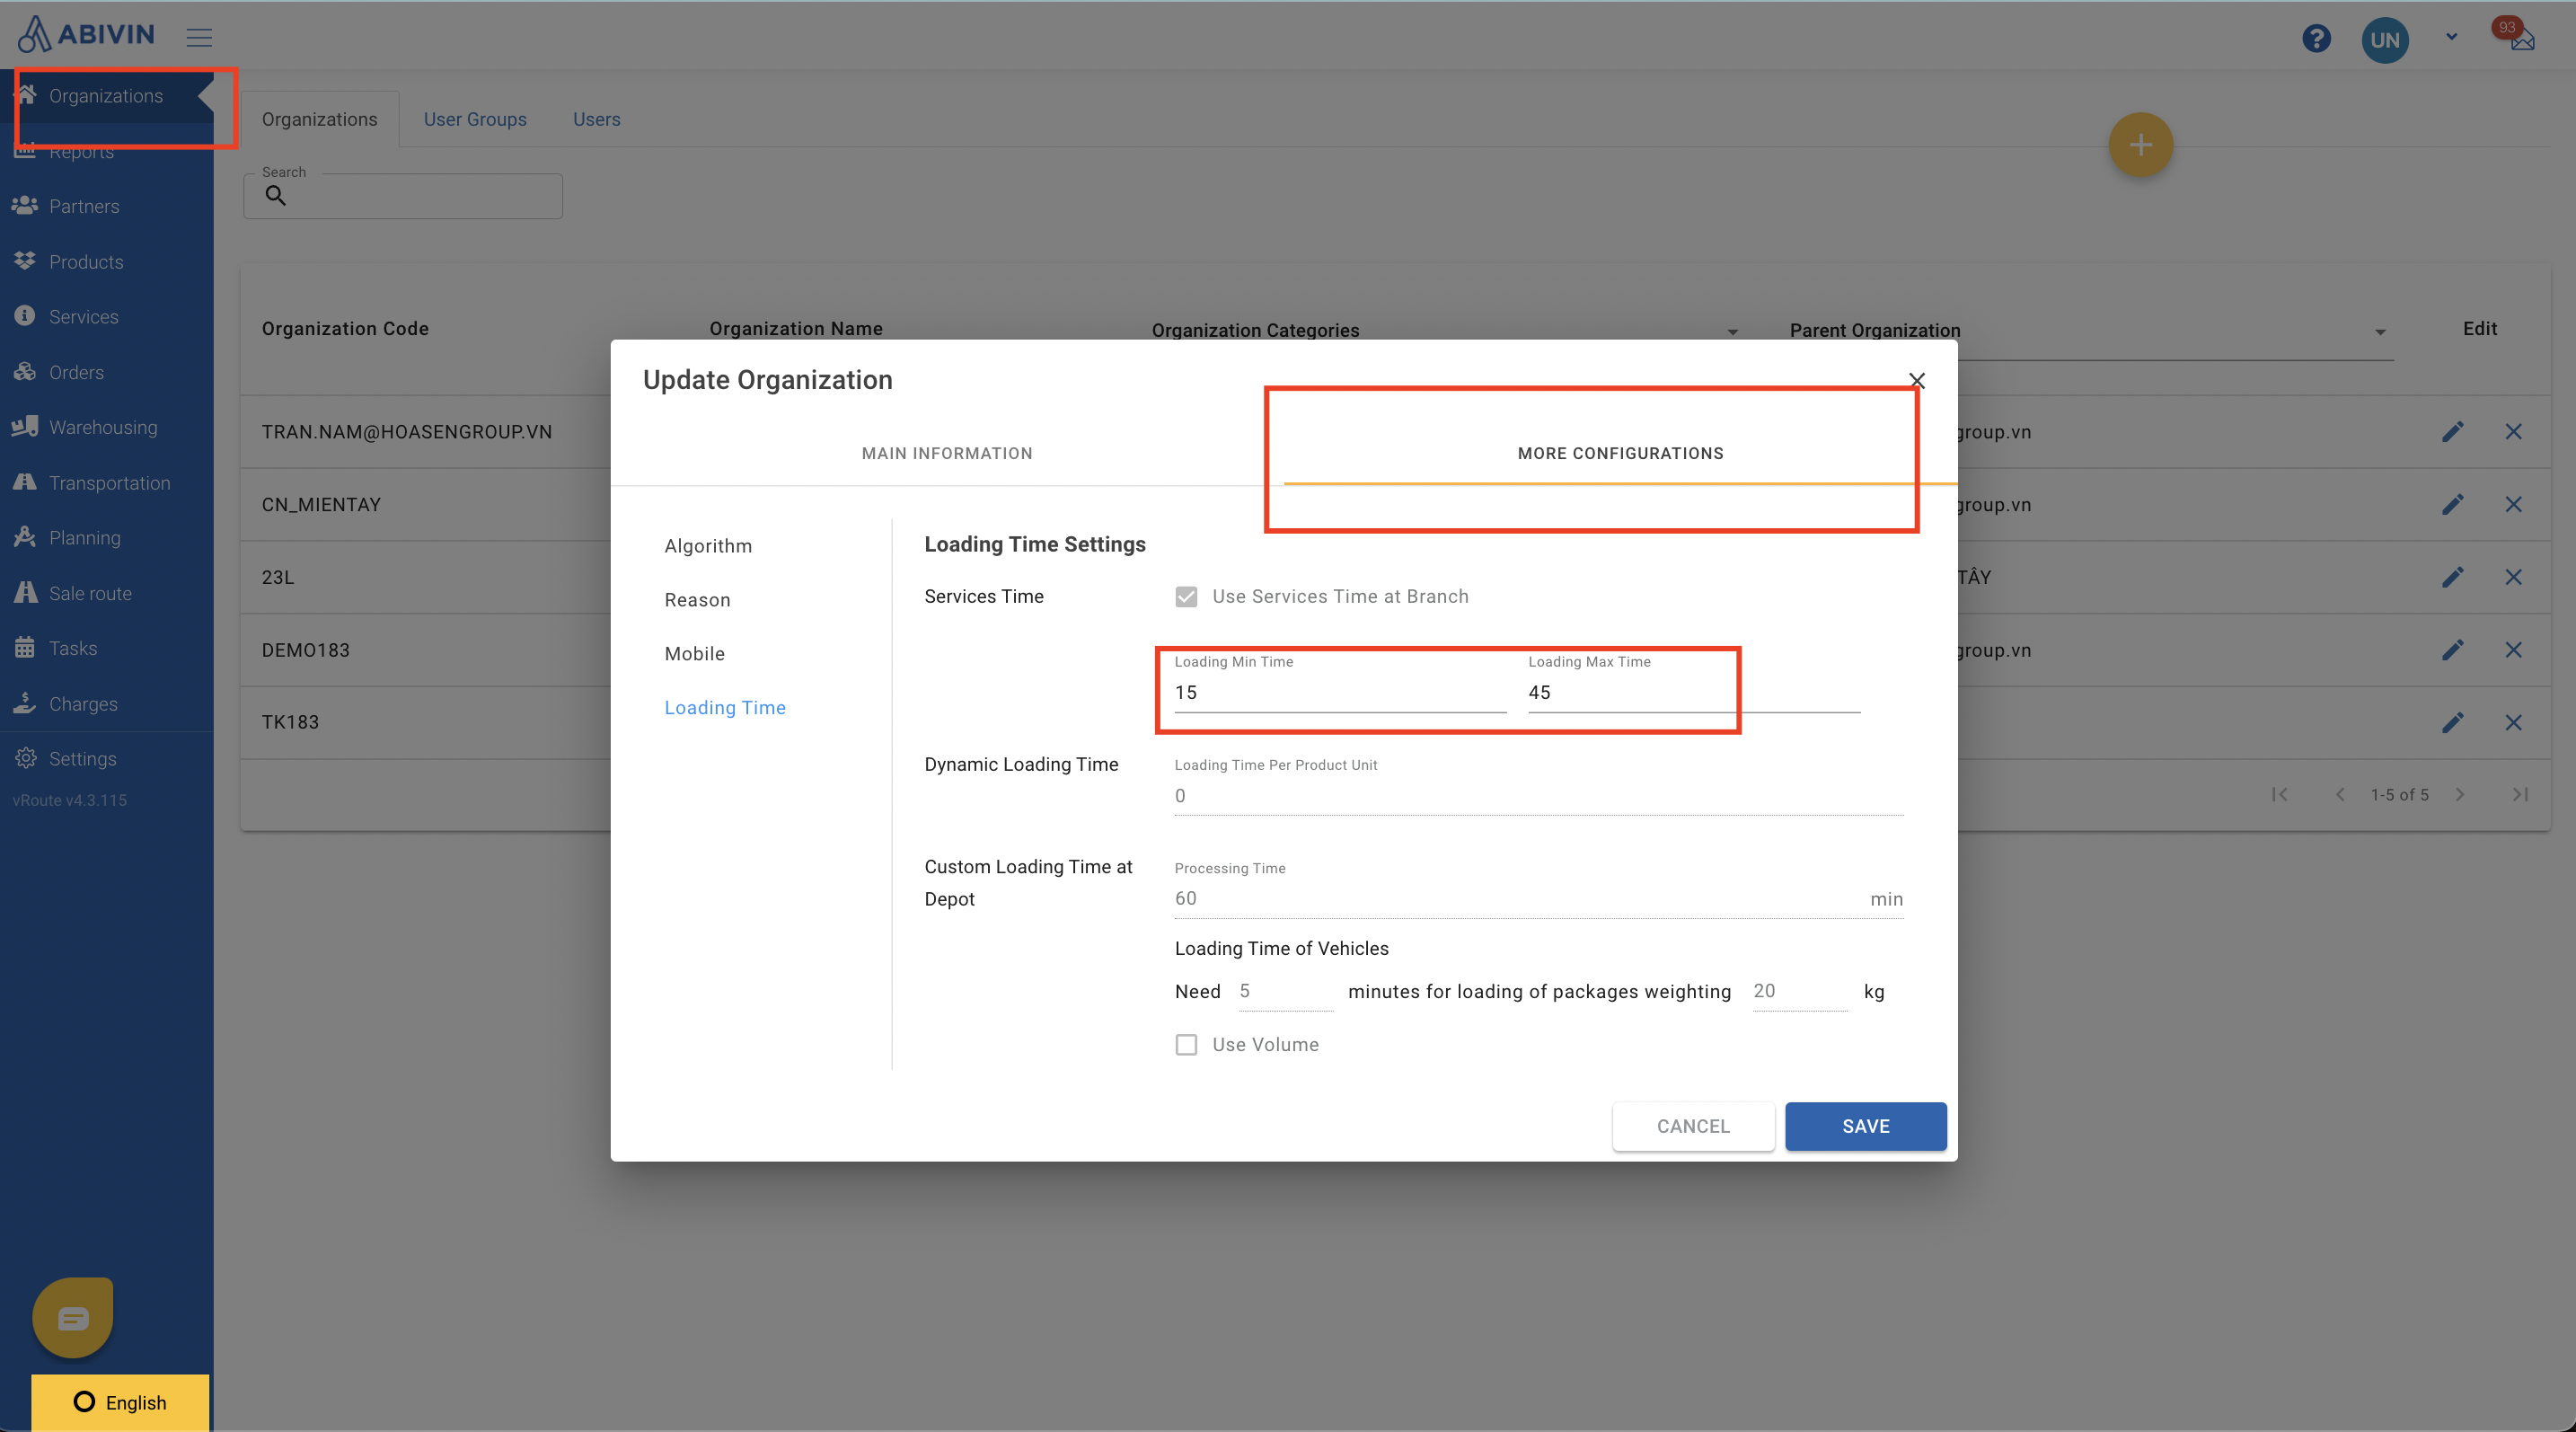 ABIVIN
UN
93
Organizations
Reports
Partners
Products
Services
Orders
Warehousing
Transportation
Planning
Sale route
Tasks
Charges
Settings
vRoute v4.3.115
English
Organizations User Groups Users
Search
Organization Code Organization Name Organization Categories Parent Organization Edit
TRAN.NAM@HOASENGROUP.VN group.vn
CN_MIENTAY group.vn
23L TÂY
DEMO183 group.vn
TK183
1-5 of 5
Update Organization
MAIN INFORMATION MORE CONFIGURATIONS
Algorithm
Reason
Mobile
Loading Time
Loading Time Settings
Services Time Use Services Time at Branch
Loading Min Time Loading Max Time
15 45
Dynamic Loading Time Loading Time Per Product Unit
0
Custom Loading Time at Depot Processing Time
60 min
Loading Time of Vehicles
Need 5 minutes for loading of packages weighting 20 kg
Use Volume
CANCEL SAVE